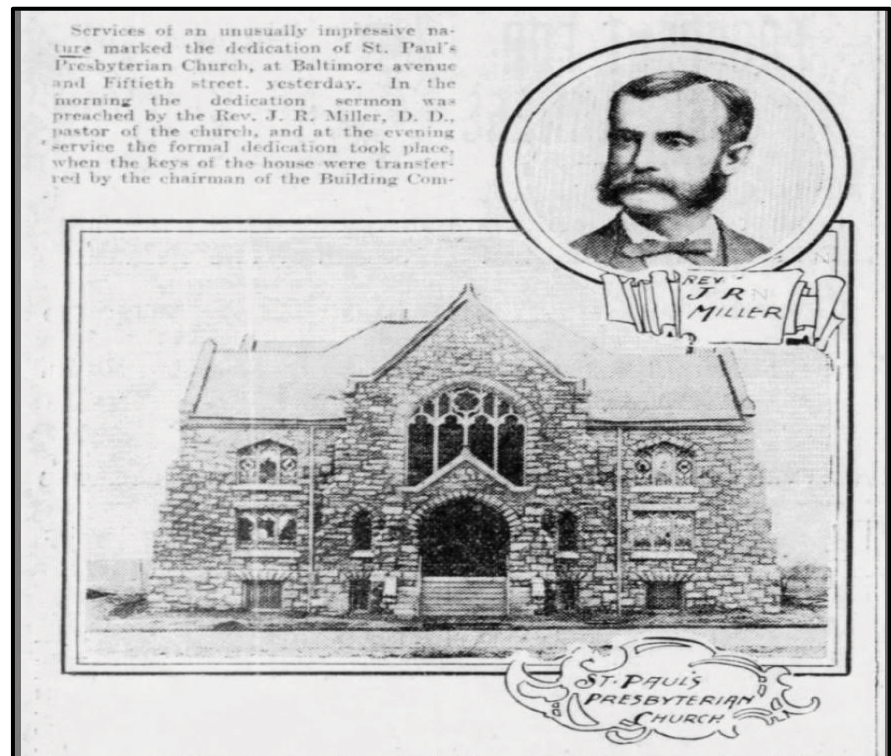 Services of an unusually impressive na-
ture marked the dedication of St. Paul's
Presbyterian Church, at Baltimore avenue
and Fiftieth street, yesterday. In the
morning the dedication sermon was
preached by the Rev. J. R. Miller, D. D.,
pastor of the church, and at the evening
service the formal dedication took place,
when the keys of the house were transfer-
red by the chairman of the Building Com-
REV.
J R
MILLER
ST. PAUL'S
PRESBYTERIAN
CHURCH